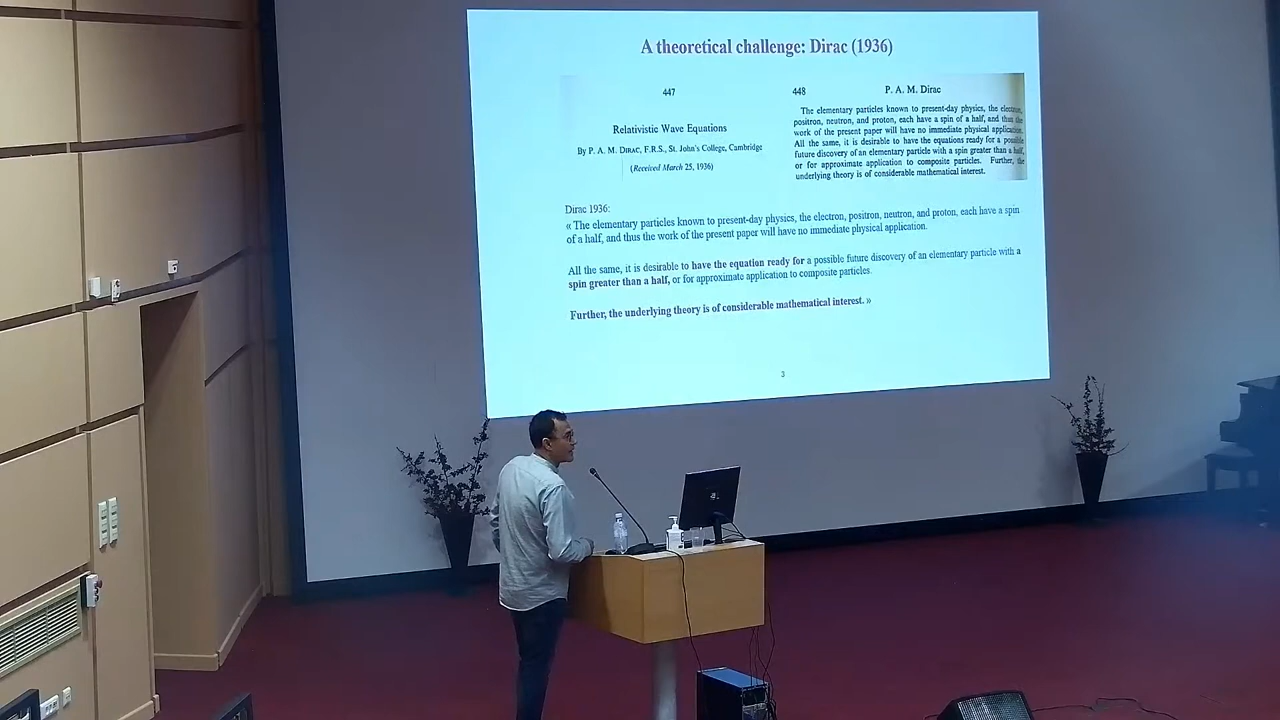 A theoretical challenge: Dirac (1936)
447
Relativistic Wave Equations
By P. A. M. DIRAC, F.R.S., St. John's College, Cambridge
(Received March 25, 1936)
448 P. A. M. Dirac
The elementary particles known to present-day physics, the electron,
positron, neutron, and proton, each have a spin of a half, and thus the
work of the present paper will have no immediate physical application.
All the same, it is desirable to have the equations ready for a possible
future discovery of an elementary particle with a spin greater than a half,
or for approximate application to composite particles. Further, the
underlying theory is of considerable mathematical interest.
Dirac 1936:
« The elementary particles known to present-day physics, the electron, positron, neutron, and proton, each have a spin
of a half, and thus the work of the present paper will have no immediate physical application.
All the same, it is desirable to have the equation ready for a possible future discovery of an elementary particle with a
spin greater than a half, or for approximate application to composite particles.
Further, the underlying theory is of considerable mathematical interest. »
3